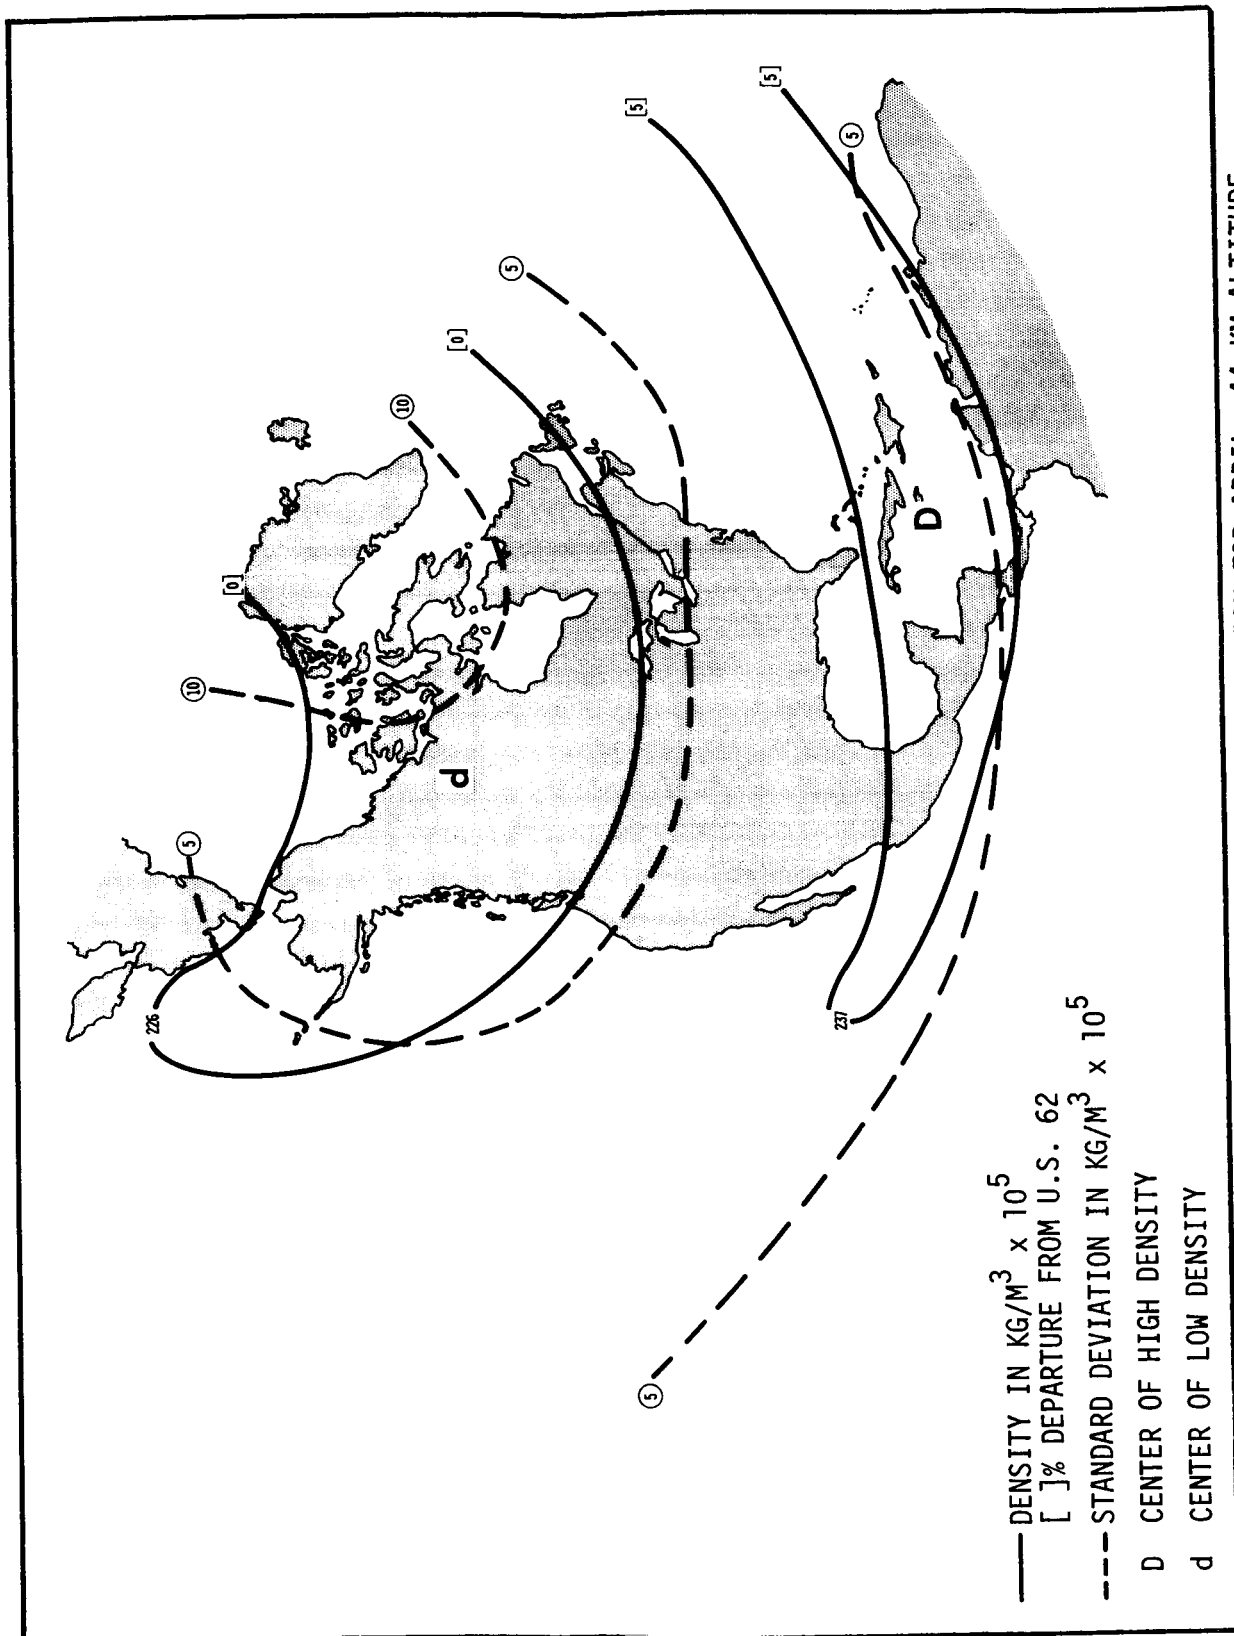 [0]
[0]
[5]
[5]
10
10
5
5
5
5
226
237
d
D
DENSITY IN KG/M³ x 10⁵
[ ]% DEPARTURE FROM U.S. 62
STANDARD DEVIATION IN KG/M³ x 10⁵
D CENTER OF HIGH DENSITY
d CENTER OF LOW DENSITY